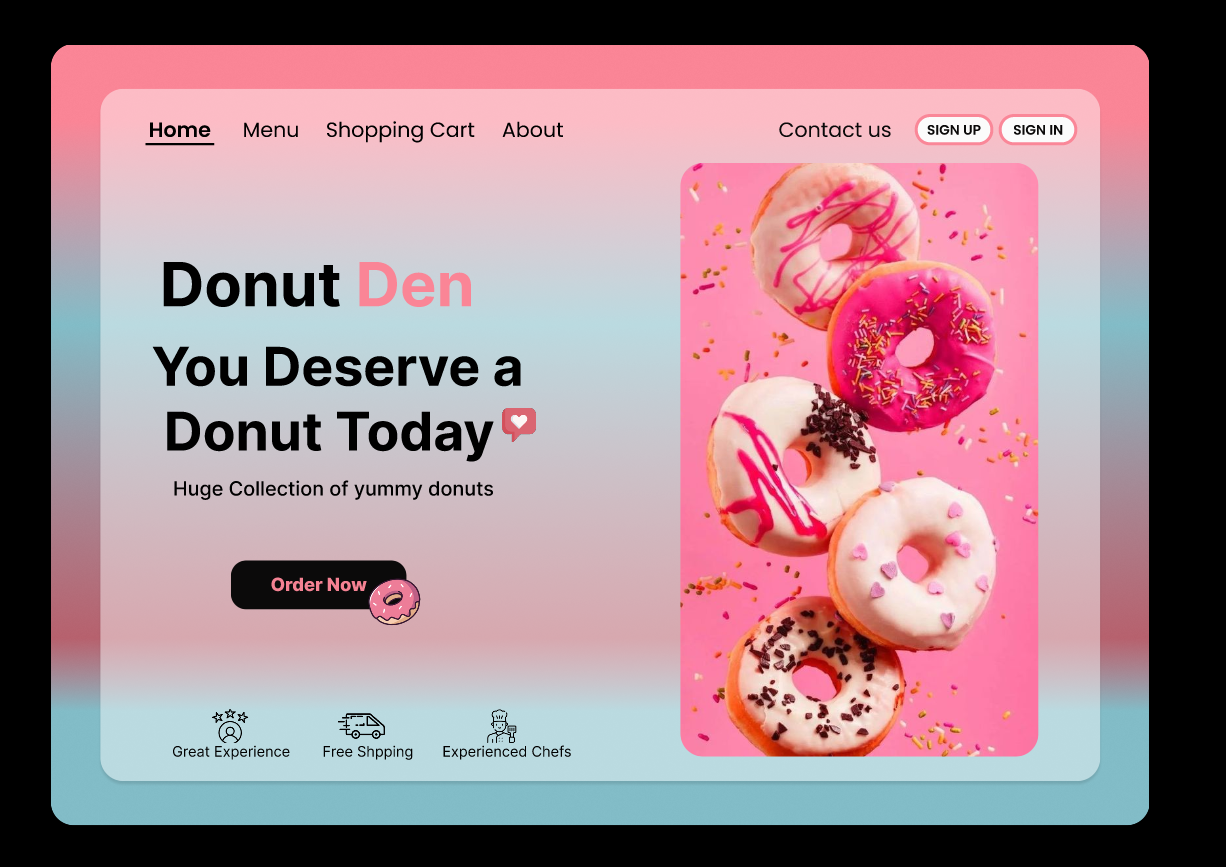 Home Menu Shopping Cart About Contact us SIGN UP SIGN IN
Donut Den
You Deserve a
Donut Today
Huge Collection of yummy donuts
Order Now
Great Experience Free Shpping Experienced Chefs